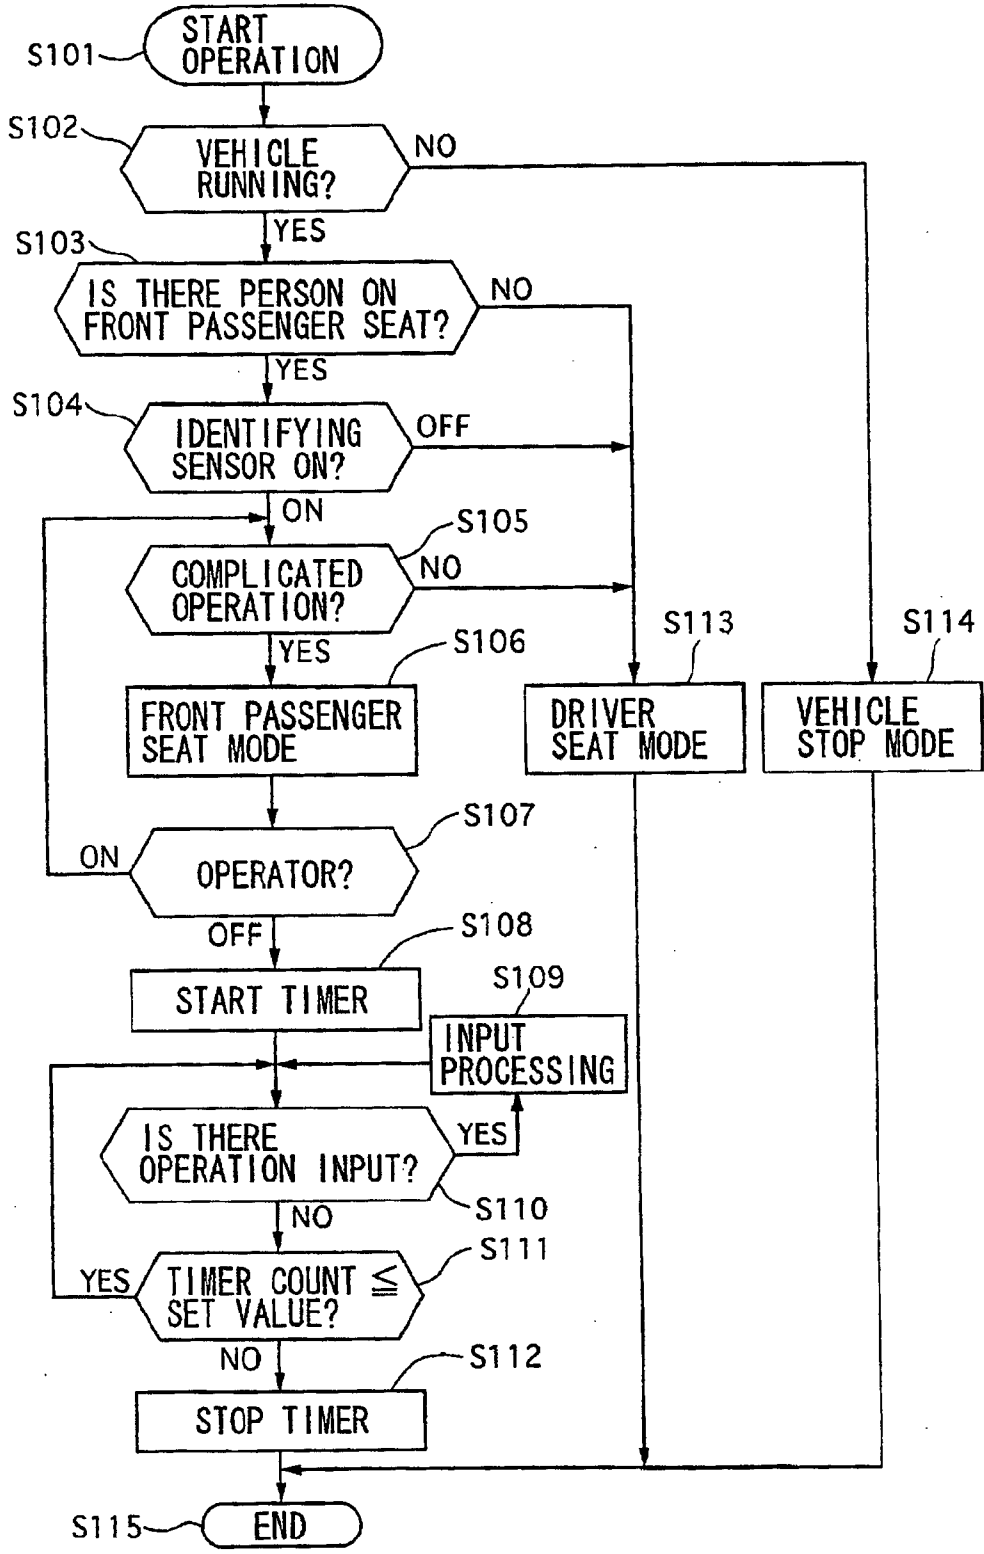 START
OPERATION
S101
S102
VEHICLE
RUNNING?
NO
YES
S103
IS THERE PERSON ON
FRONT PASSENGER SEAT?
NO
YES
S104
IDENTIFYING
SENSOR ON?
OFF
ON
S105
COMPLICATED
OPERATION?
NO
YES
S106
FRONT PASSENGER
SEAT MODE
S113
DRIVER
SEAT MODE
S114
VEHICLE
STOP MODE
S107
ON
OPERATOR?
OFF
S108
START TIMER
S109
INPUT
PROCESSING
IS THERE
OPERATION INPUT?
YES
S110
NO
S111
YES
TIMER COUNT ≦
SET VALUE?
NO
S112
STOP TIMER
S115
END